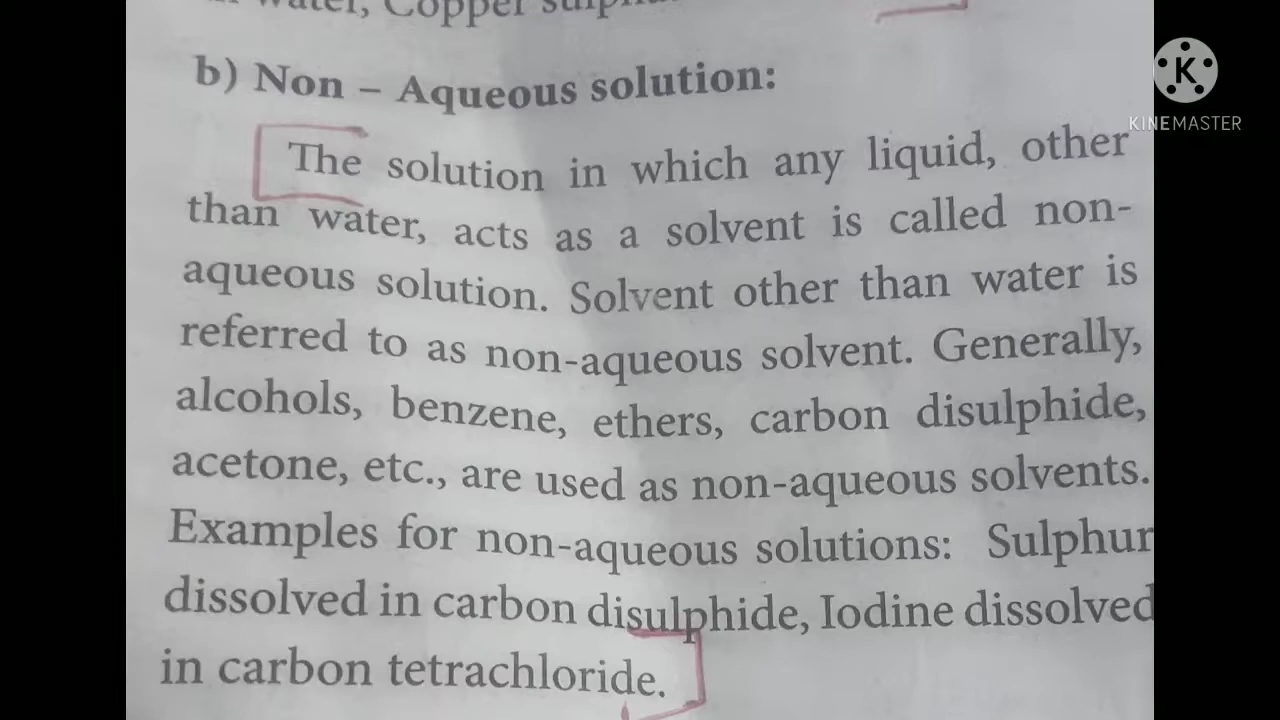 water, Copper
b) Non – Aqueous solution:
The solution in which any liquid, other
than water, acts as a solvent is called non-
aqueous solution. Solvent other than water is
referred to as non-aqueous solvent. Generally,
alcohols, benzene, ethers, carbon disulphide,
acetone, etc., are used as non-aqueous solvents.
Examples for non-aqueous solutions: Sulphur
dissolved in carbon disulphide, Iodine dissolved
in carbon tetrachloride.
K
KINEMASTER